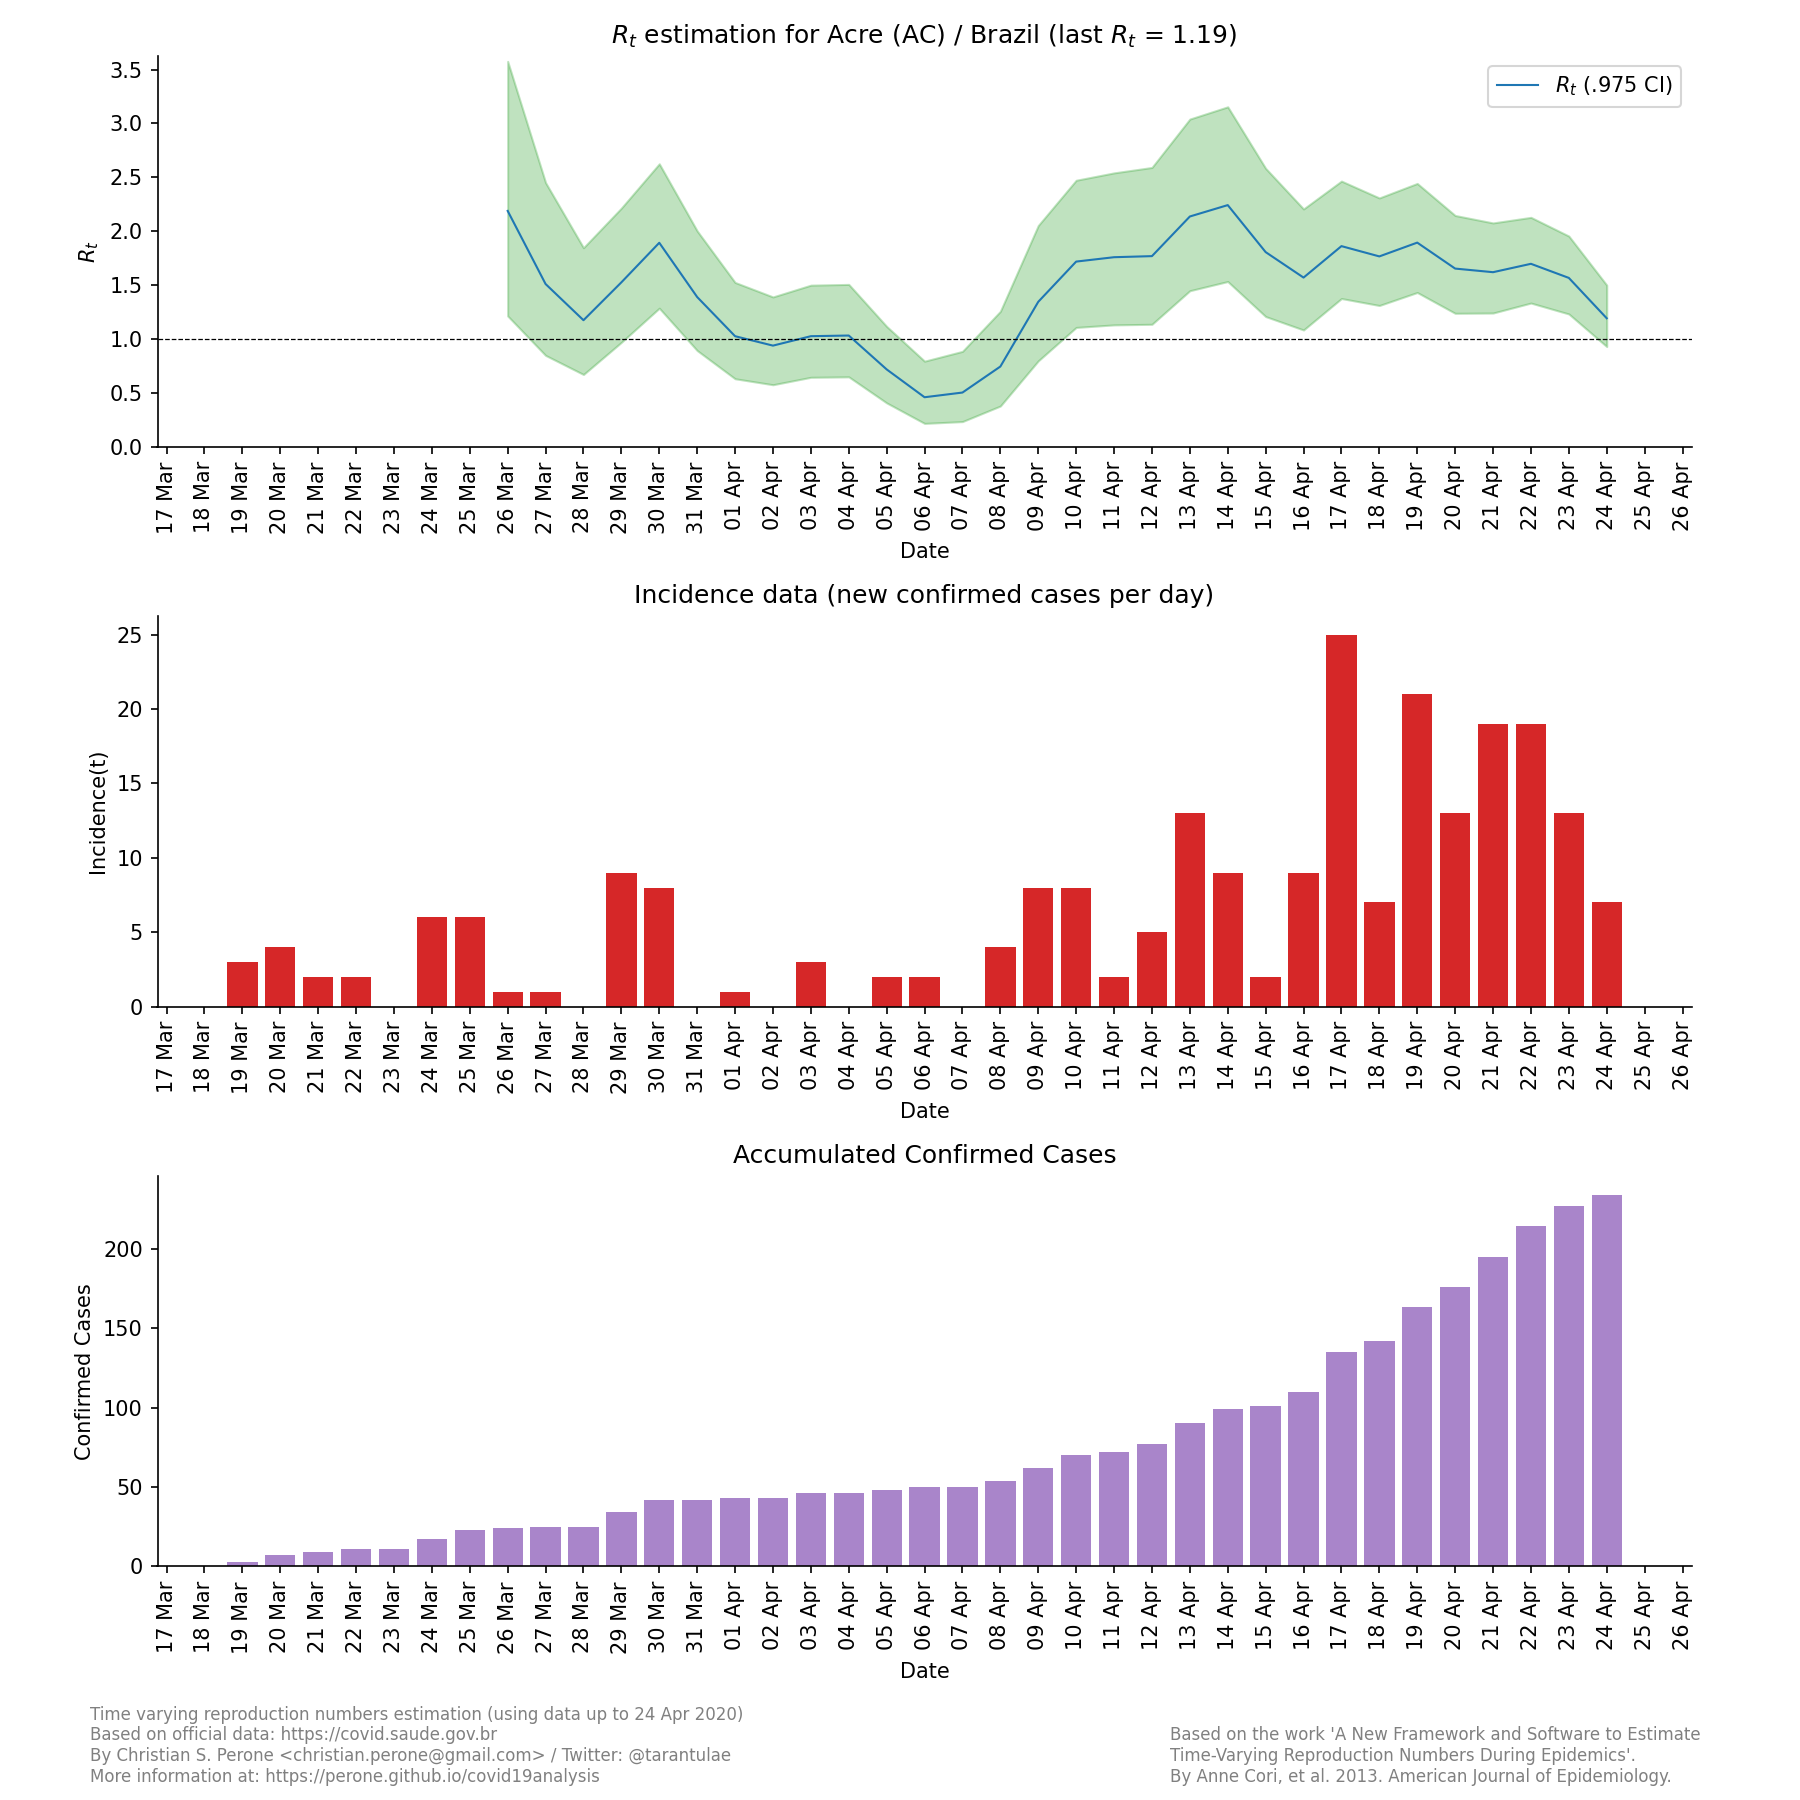 Rt estimation for Acre (AC) / Brazil (last Rt = 1.19)
Rt (.975 CI)
3.5
3.0
2.5
2.0
1.5
1.0
0.5
0.0
Rt
17 Mar 18 Mar 19 Mar 20 Mar 21 Mar 22 Mar 23 Mar 24 Mar 25 Mar 26 Mar 27 Mar 28 Mar 29 Mar 30 Mar 31 Mar 01 Apr 02 Apr 03 Apr 04 Apr 05 Apr 06 Apr 07 Apr 08 Apr 09 Apr 10 Apr 11 Apr 12 Apr 13 Apr 14 Apr 15 Apr 16 Apr 17 Apr 18 Apr 19 Apr 20 Apr 21 Apr 22 Apr 23 Apr 24 Apr 25 Apr 26 Apr
Date
Incidence data (new confirmed cases per day)
25
20
15
10
5
0
Incidence(t)
17 Mar 18 Mar 19 Mar 20 Mar 21 Mar 22 Mar 23 Mar 24 Mar 25 Mar 26 Mar 27 Mar 28 Mar 29 Mar 30 Mar 31 Mar 01 Apr 02 Apr 03 Apr 04 Apr 05 Apr 06 Apr 07 Apr 08 Apr 09 Apr 10 Apr 11 Apr 12 Apr 13 Apr 14 Apr 15 Apr 16 Apr 17 Apr 18 Apr 19 Apr 20 Apr 21 Apr 22 Apr 23 Apr 24 Apr 25 Apr 26 Apr
Date
Accumulated Confirmed Cases
200
150
100
50
0
Confirmed Cases
17 Mar 18 Mar 19 Mar 20 Mar 21 Mar 22 Mar 23 Mar 24 Mar 25 Mar 26 Mar 27 Mar 28 Mar 29 Mar 30 Mar 31 Mar 01 Apr 02 Apr 03 Apr 04 Apr 05 Apr 06 Apr 07 Apr 08 Apr 09 Apr 10 Apr 11 Apr 12 Apr 13 Apr 14 Apr 15 Apr 16 Apr 17 Apr 18 Apr 19 Apr 20 Apr 21 Apr 22 Apr 23 Apr 24 Apr 25 Apr 26 Apr
Date
Time varying reproduction numbers estimation (using data up to 24 Apr 2020)
Based on official data: https://covid.saude.gov.br
By Christian S. Perone <christian.perone@gmail.com> / Twitter: @tarantulae
More information at: https://perone.github.io/covid19analysis
Based on the work 'A New Framework and Software to Estimate
Time-Varying Reproduction Numbers During Epidemics'.
By Anne Cori, et al. 2013. American Journal of Epidemiology.